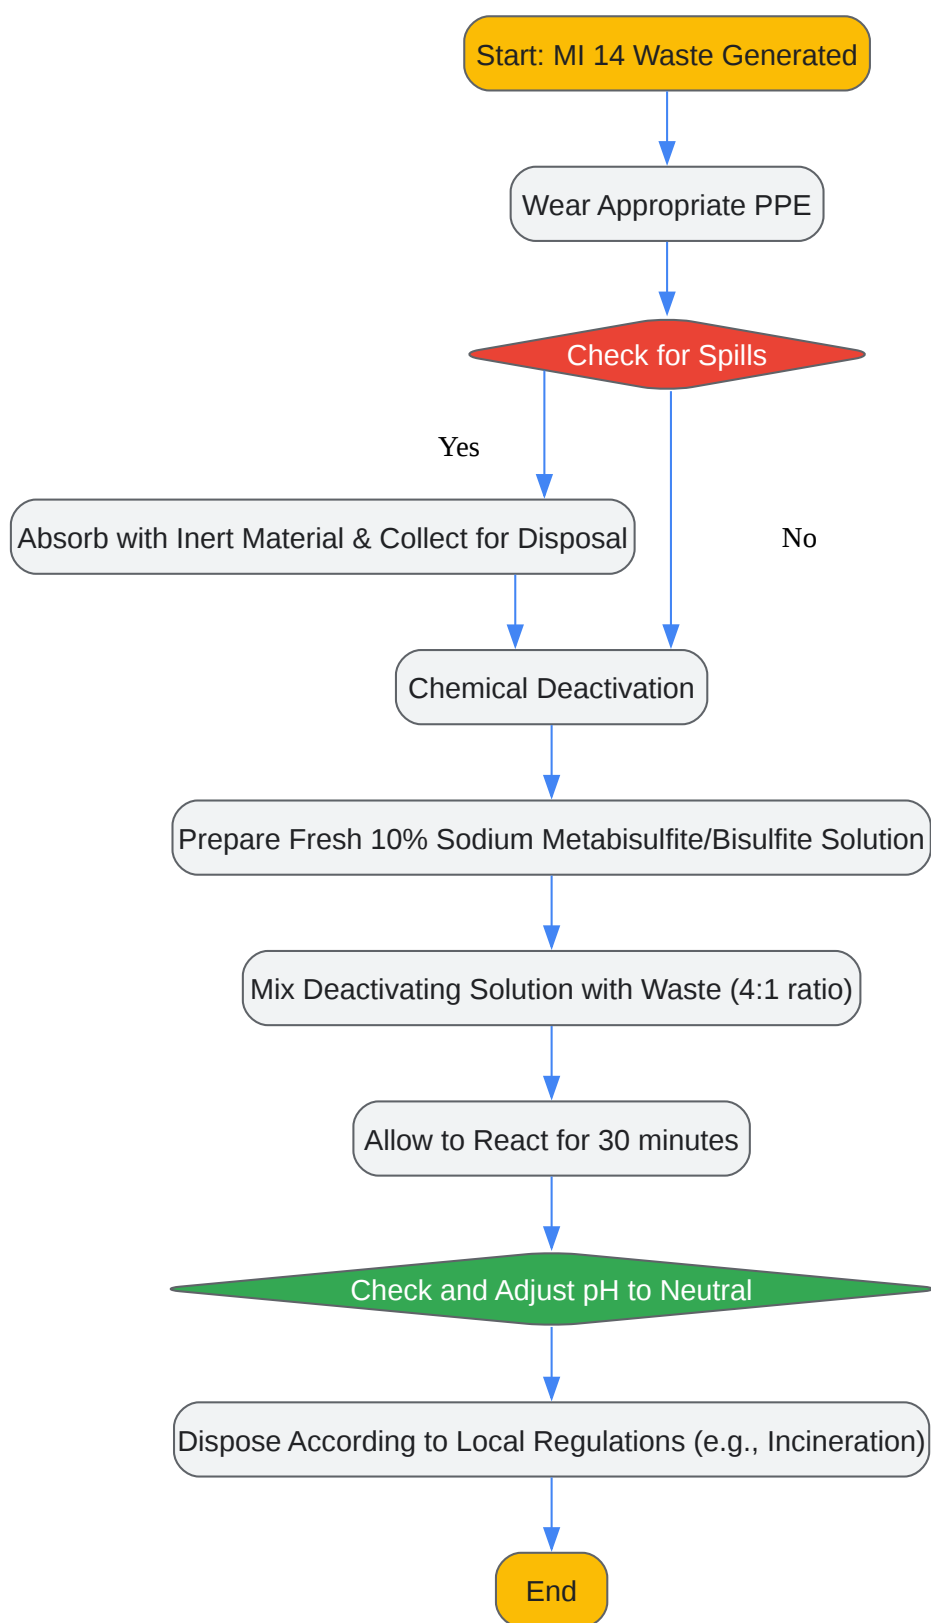 Start: MI 14 Waste Generated
Wear Appropriate PPE
Check for Spills
Yes
Absorb with Inert Material & Collect for Disposal
No
Chemical Deactivation
Prepare Fresh 10% Sodium Metabisulfite/Bisulfite Solution
Mix Deactivating Solution with Waste (4:1 ratio)
Allow to React for 30 minutes
Check and Adjust pH to Neutral
Dispose According to Local Regulations (e.g., Incineration)
End